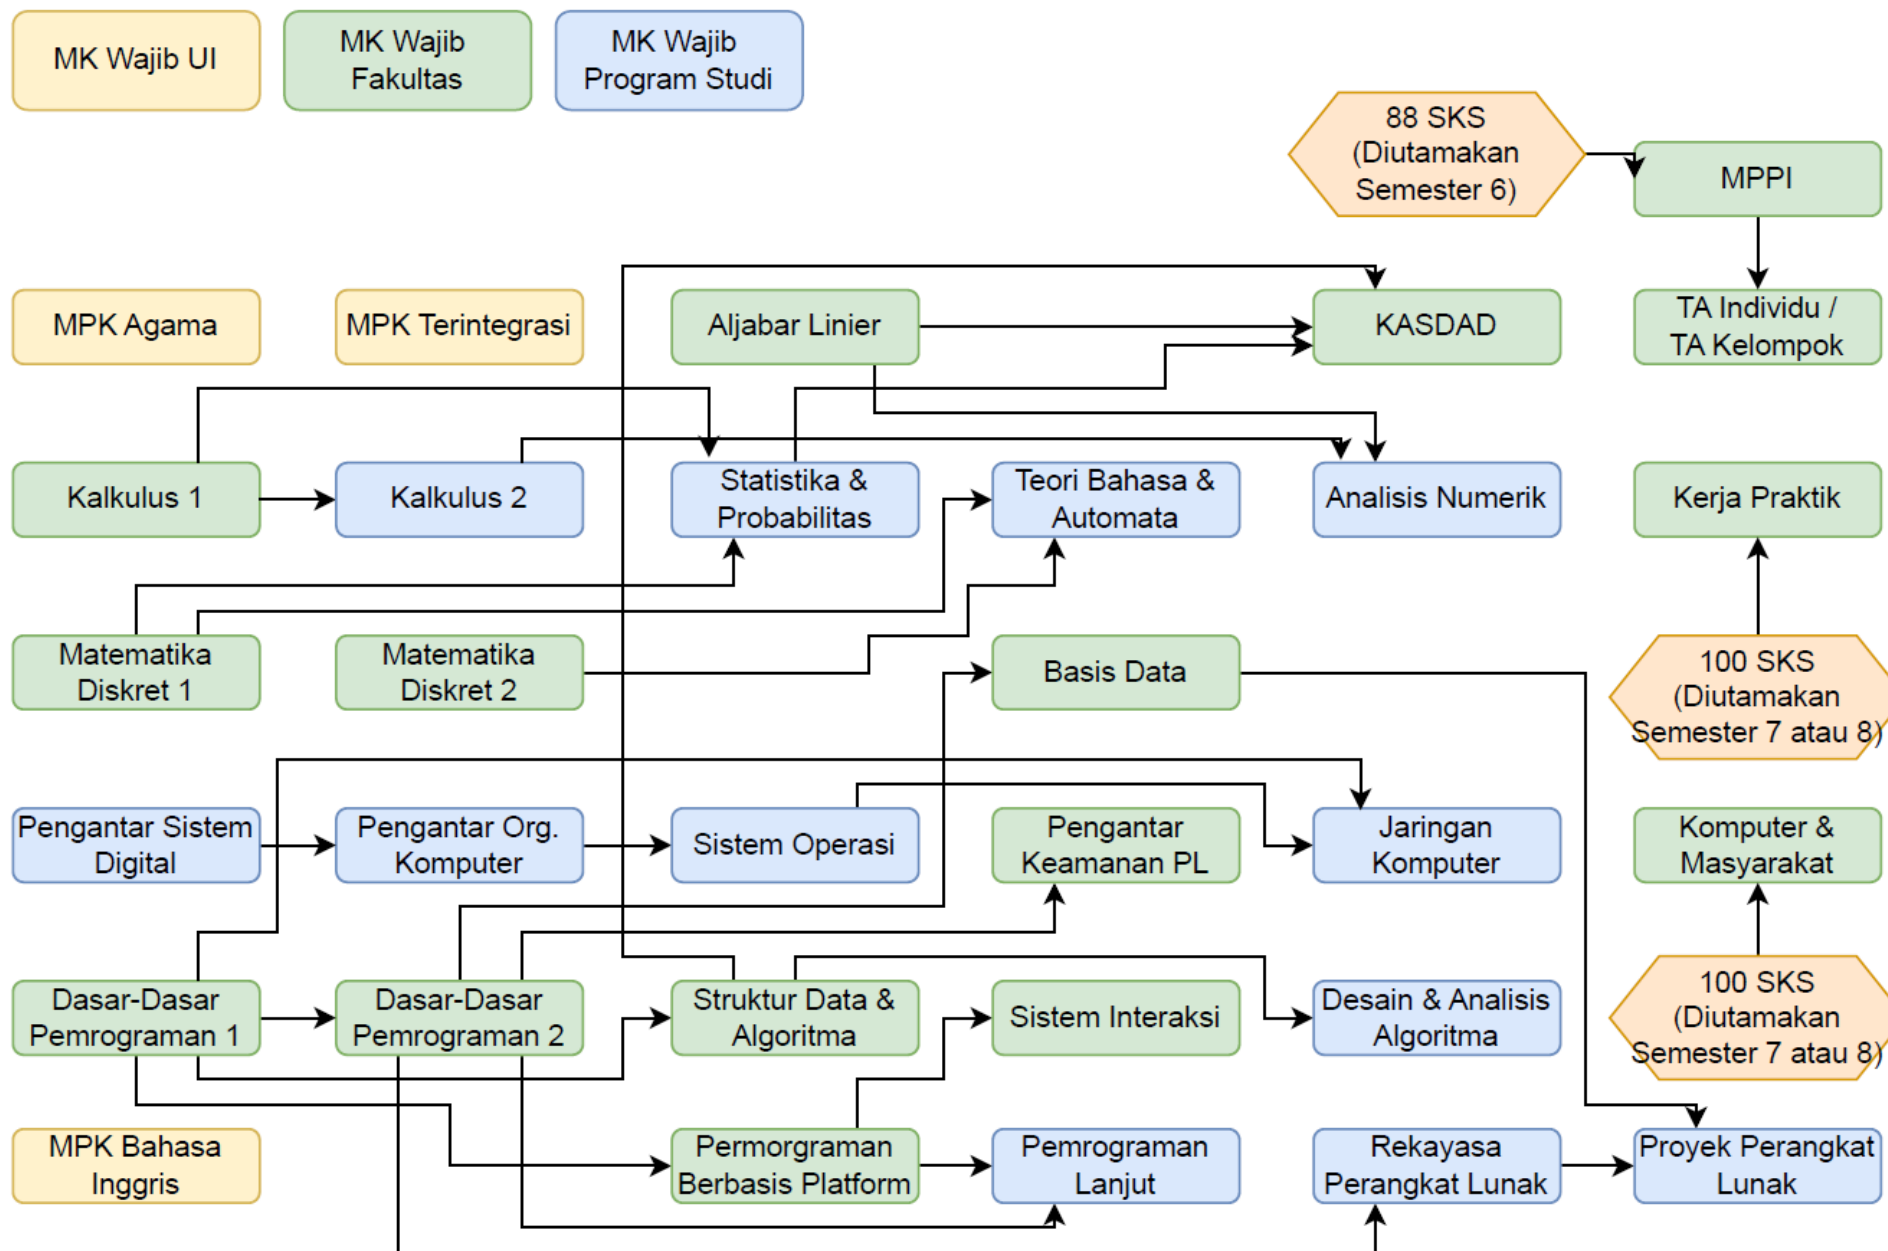 MK Wajib UI
MK Wajib
Fakultas
MK Wajib
Program Studi
88 SKS
(Diutamakan
Semester 6)
MPPI
MPK Agama
MPK Terintegrasi
Aljabar Linier
KASDAD
TA Individu /
TA Kelompok
Kalkulus 1
Kalkulus 2
Statistika &
Probabilitas
Teori Bahasa &
Automata
Analisis Numerik
Kerja Praktik
Matematika
Diskret 1
Matematika
Diskret 2
Basis Data
100 SKS
(Diutamakan
Semester 7 atau 8)
Pengantar Sistem
Digital
Pengantar Org.
Komputer
Sistem Operasi
Pengantar
Keamanan PL
Jaringan
Komputer
Komputer &
Masyarakat
Dasar-Dasar
Pemrograman 1
Dasar-Dasar
Pemrograman 2
Struktur Data &
Algoritma
Sistem Interaksi
Desain & Analisis
Algoritma
100 SKS
(Diutamakan
Semester 7 atau 8)
MPK Bahasa
Inggris
Permorgraman
Berbasis Platform
Pemrograman
Lanjut
Rekayasa
Perangkat Lunak
Proyek Perangkat
Lunak